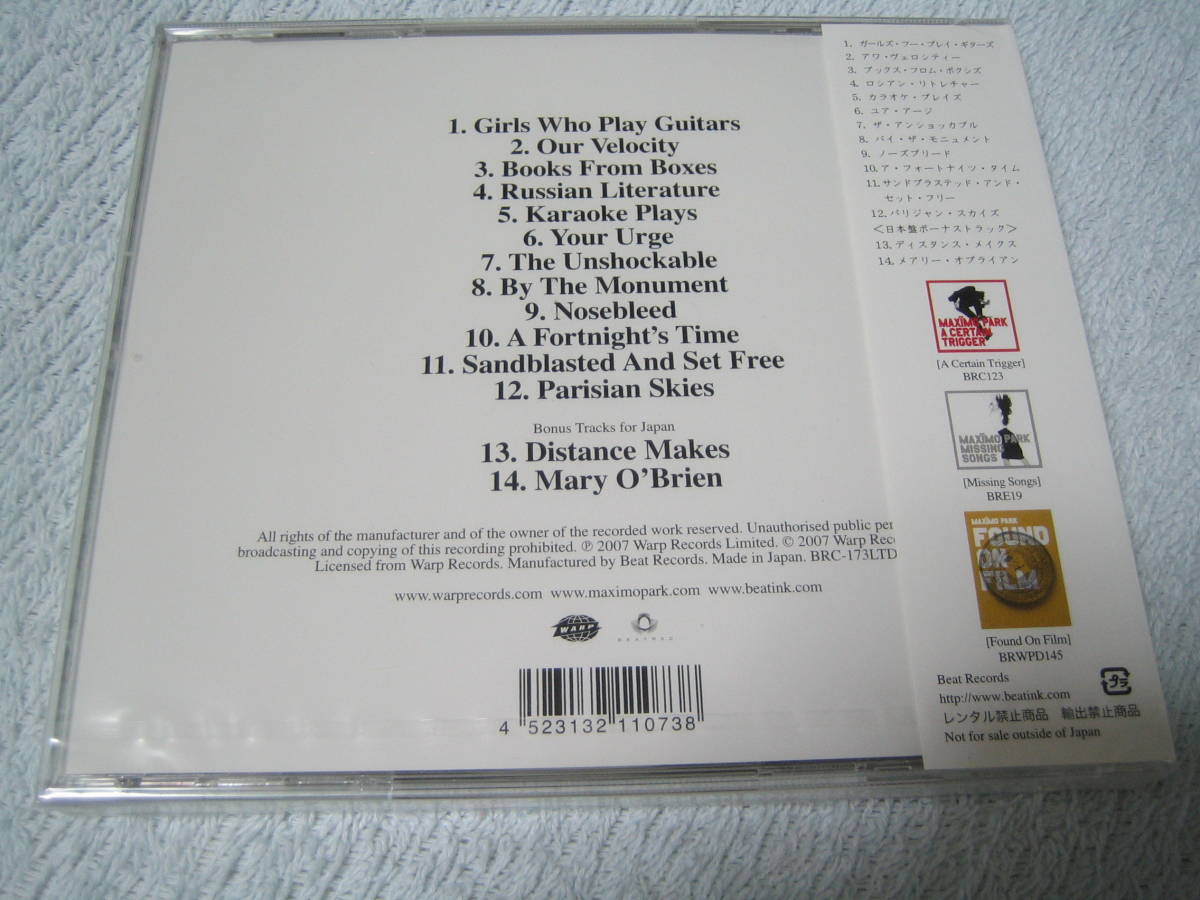 1. Girls Who Play Guitars
2. Our Velocity
3. Books From Boxes
4. Russian Literature
5. Karaoke Plays
6. Your Urge
7. The Unshockable
8. By The Monument
9. Nosebleed
10. A Fortnight's Time
11. Sandblasted And Set Free
12. Parisian Skies
Bonus Tracks for Japan
13. Distance Makes
14. Mary O'Brien
All rights of the manufacturer and of the owner of the recorded work reserved. Unauthorised public
broadcasting and copying of this recording prohibited. ℗ 2007 Warp Records Limited. © 2007 Warp
Licensed from Warp Records. Manufactured by Beat Records. Made in Japan. BRC-173LTD
www.warprecords.com www.maximopark.com www.beatink.com
WARP
BEATREC
4 523132 110738
1. ガールズ・フー・プレイ・ギターズ
2. アワ・ヴェロシティー
3. ブックス・フロム・ボクシズ
4. ロシアン・リトレチャー
5. カラオケ・プレイズ
6. ユア・アージ
7. ザ・アンショッカブル
8. バイ・ザ・モニュメント
9. ノーズブリード
10. ア・フォートナイツ・タイム
11. サンドブラステッド・アンド・
セット・フリー
12. パリジャン・スカイズ
<日本盤ボーナストラック>
13. ディスタンス・メイクス
14. メアリー・オブライアン
MAXÏMO PARK
A CERTAIN
TRIGGER
[A Certain Trigger]
BRC123
MAXÏMO PARK
MISSING
SONGS
[Missing Songs]
BRE19
MAXÏMO PARK
FOUND
ON
FILM
[Found On Film]
BRWPD145
Beat Records
プラ
http://www.beatink.com
レンタル禁止商品 輸出禁止商品
Not for sale outside of Japan